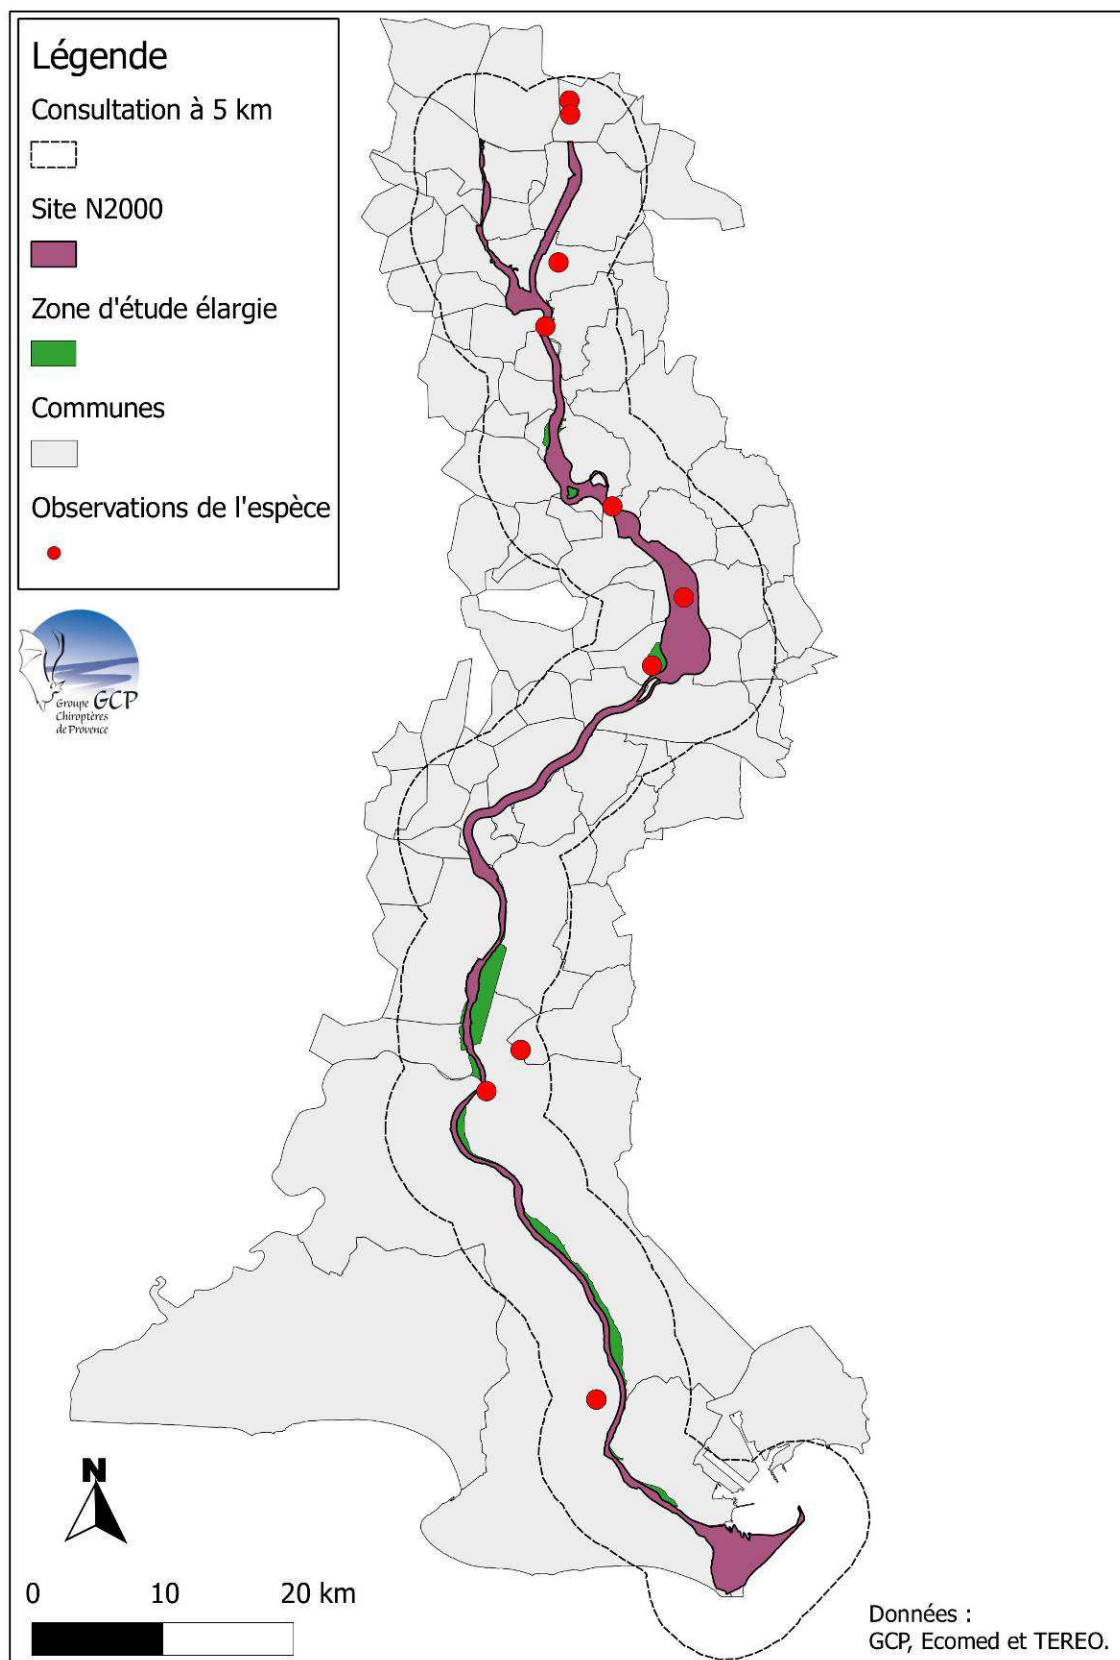 Légende
Consultation à 5 km
Site N2000
Zone d'étude élargie
Communes
Observations de l'espèce
Groupe GCP
Chiroptères
de Provence
N
0 10 20 km
Données :
GCP, Ecomed et TEREO.